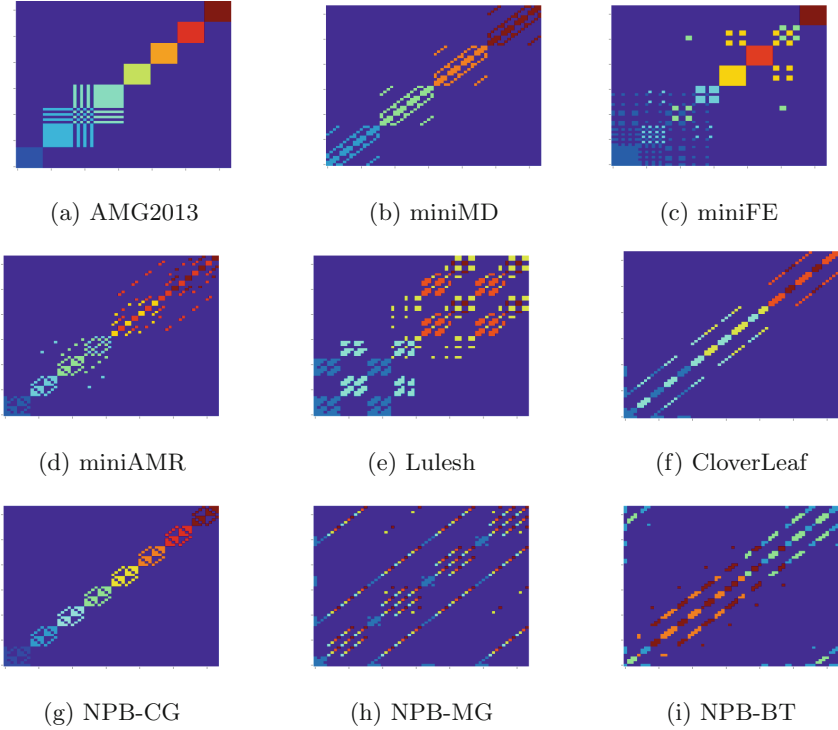 (a) AMG2013
(b) miniMD
(c) miniFE
(d) miniAMR
(e) Lulesh
(f) CloverLeaf
(g) NPB-CG
(h) NPB-MG
(i) NPB-BT